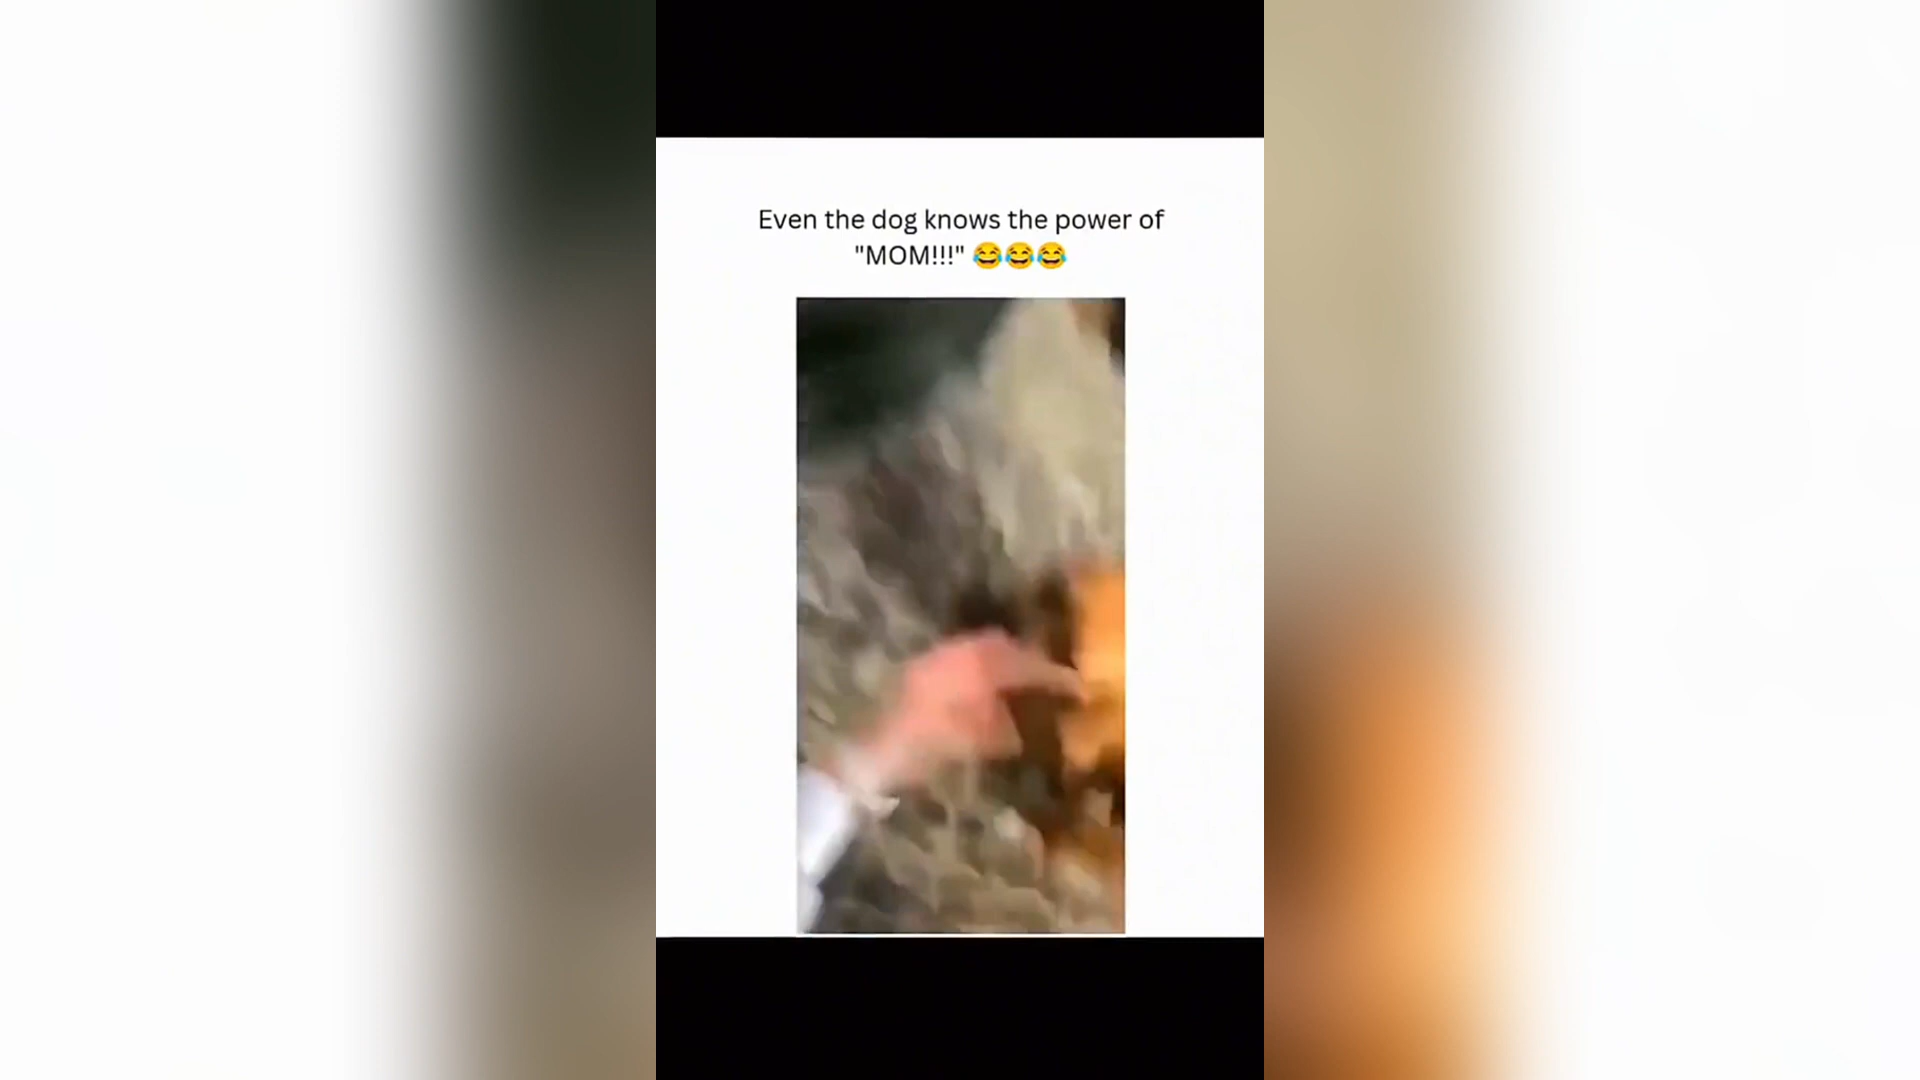 Even the dog knows the power of
"MOM!!!" 😂😂😂